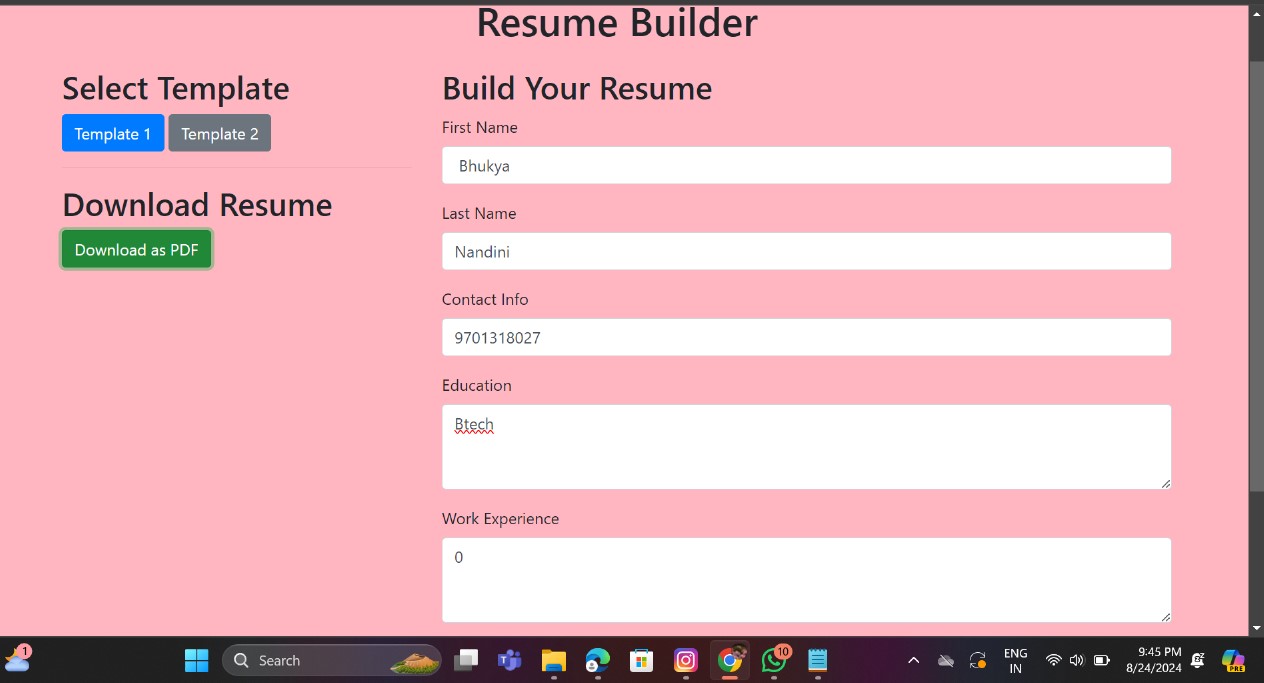 Resume Builder
Select Template
Template 1 Template 2
Download Resume
Download as PDF
Build Your Resume
First Name
Bhukya
Last Name
Nandini
Contact Info
9701318027
Education
Btech
Work Experience
0
1
Search
10
ENG
IN
9:45 PM
8/24/2024
PRE